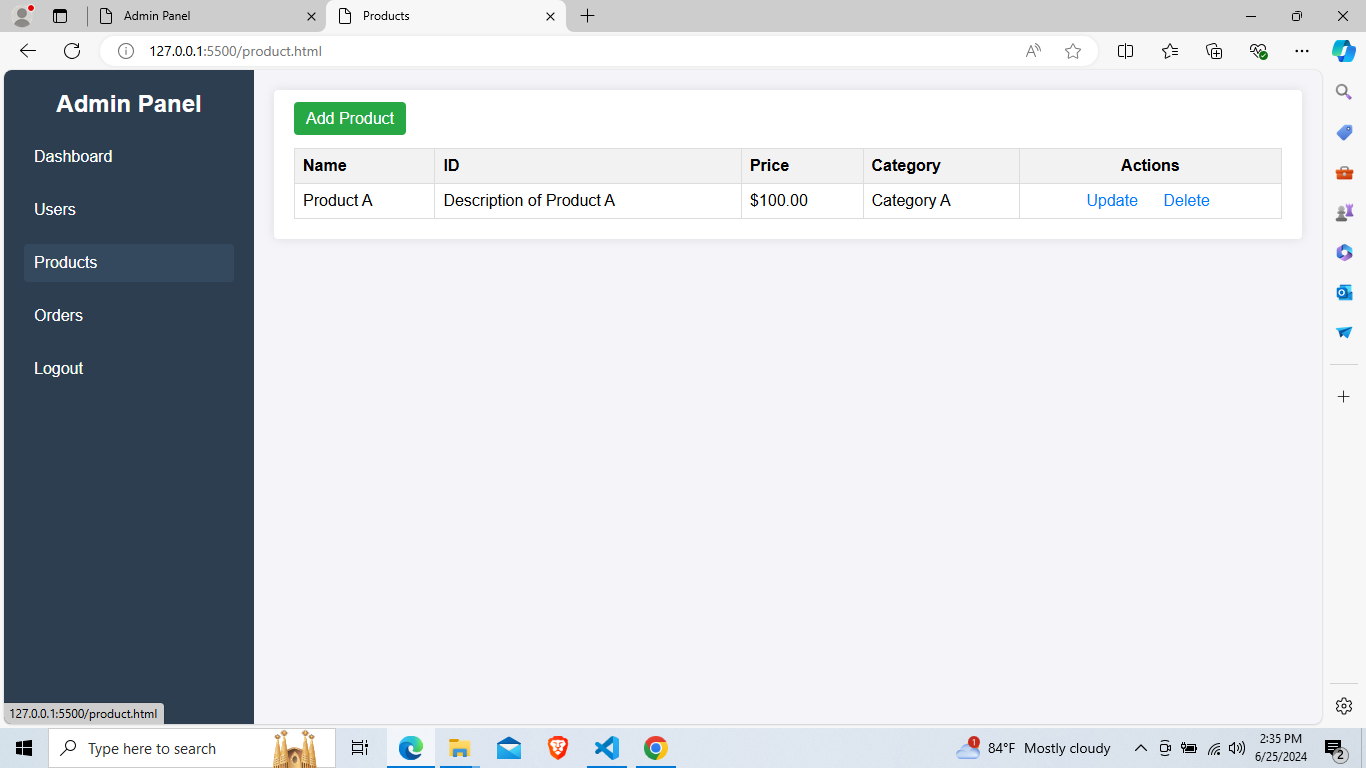 Admin Panel
Products
127.0.0.1:5500/product.html
Admin Panel
Dashboard
Users
Products
Orders
Logout
Add Product
Name ID Price Category Actions
Product A Description of Product A $100.00 Category A Update Delete
127.0.0.1:5500/product.html
Type here to search
1
84°F Mostly cloudy
2:35 PM
6/25/2024
2